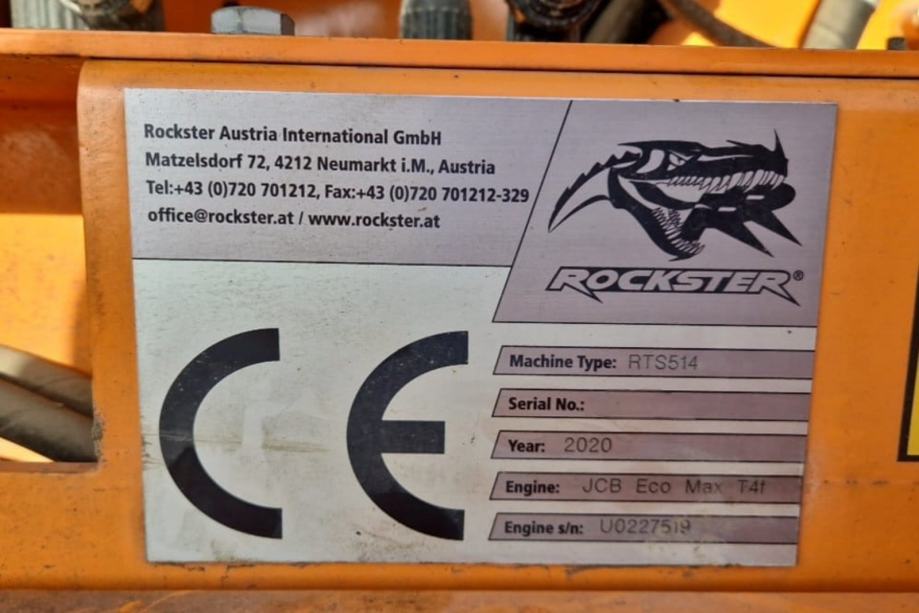 Rockster Austria International GmbH
Matzelsdorf 72, 4212 Neumarkt i.M., Austria
Tel:+43 (0)720 701212, Fax:+43 (0)720 701212-329
office@rockster.at / www.rockster.at
ROCKSTER®
CE
Machine Type: RTS514
Serial No.:
Year: 2020
Engine: JCB Eco Max T4f
Engine s/n: U0227519